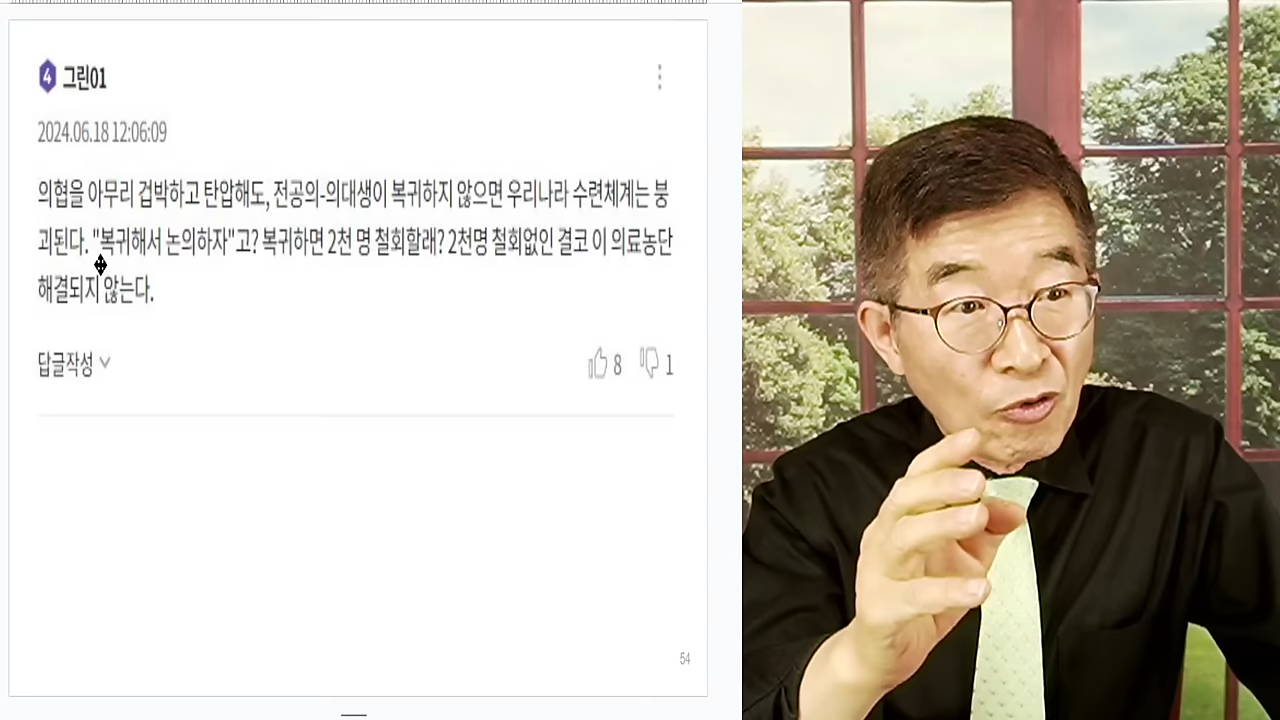 4 그린01
2024.06.18 12:06:09
의협을 아무리 겁박하고 탄압해도, 전공의-의대생이 복귀하지 않으면 우리나라 수련체계는 붕
괴된다. "복귀해서 논의하자"고? 복귀하면 2천 명 철회할래? 2천명 철회없인 결코 이 의료농단
해결되지 않는다.
답글작성
8 1
54